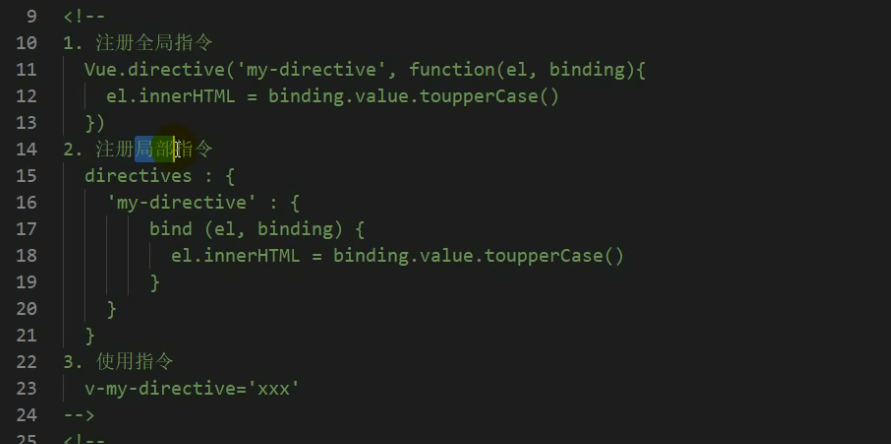 9 <!--
10 1. 注册全局指令
11 Vue.directive('my-directive', function(el, binding){
12 el.innerHTML = binding.value.toupperCase()
13 })
14 2. 注册局部指令
15 directives : {
16 'my-directive' : {
17 bind (el, binding) {
18 el.innerHTML = binding.value.toupperCase()
19 }
20 }
21 }
22 3. 使用指令
23 v-my-directive='xxx'
24 -->
25 <!--